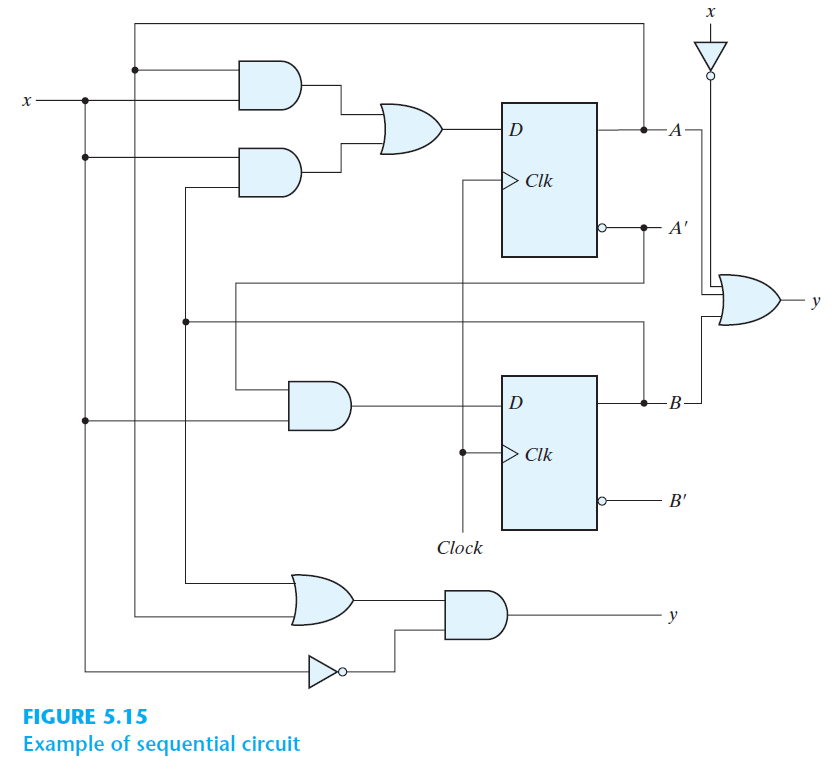 x
x
D
A
Clk
A'
y
D
B
Clk
B'
Clock
y
FIGURE 5.15
Example of sequential circuit